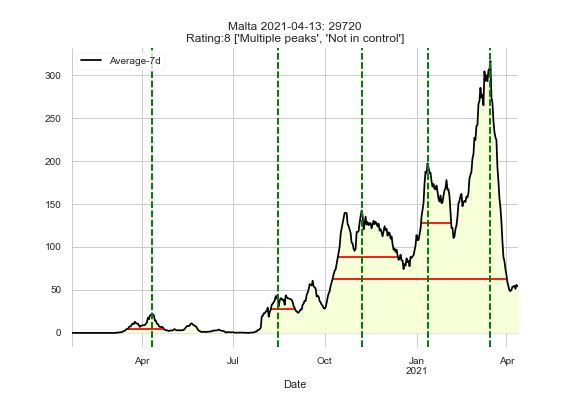 Malta 2021-04-13: 29720
Rating:8 ['Multiple peaks', 'Not in control']
Average-7d
300
250
200
150
100
50
0
Apr Jul Oct Jan Apr
2021
Date